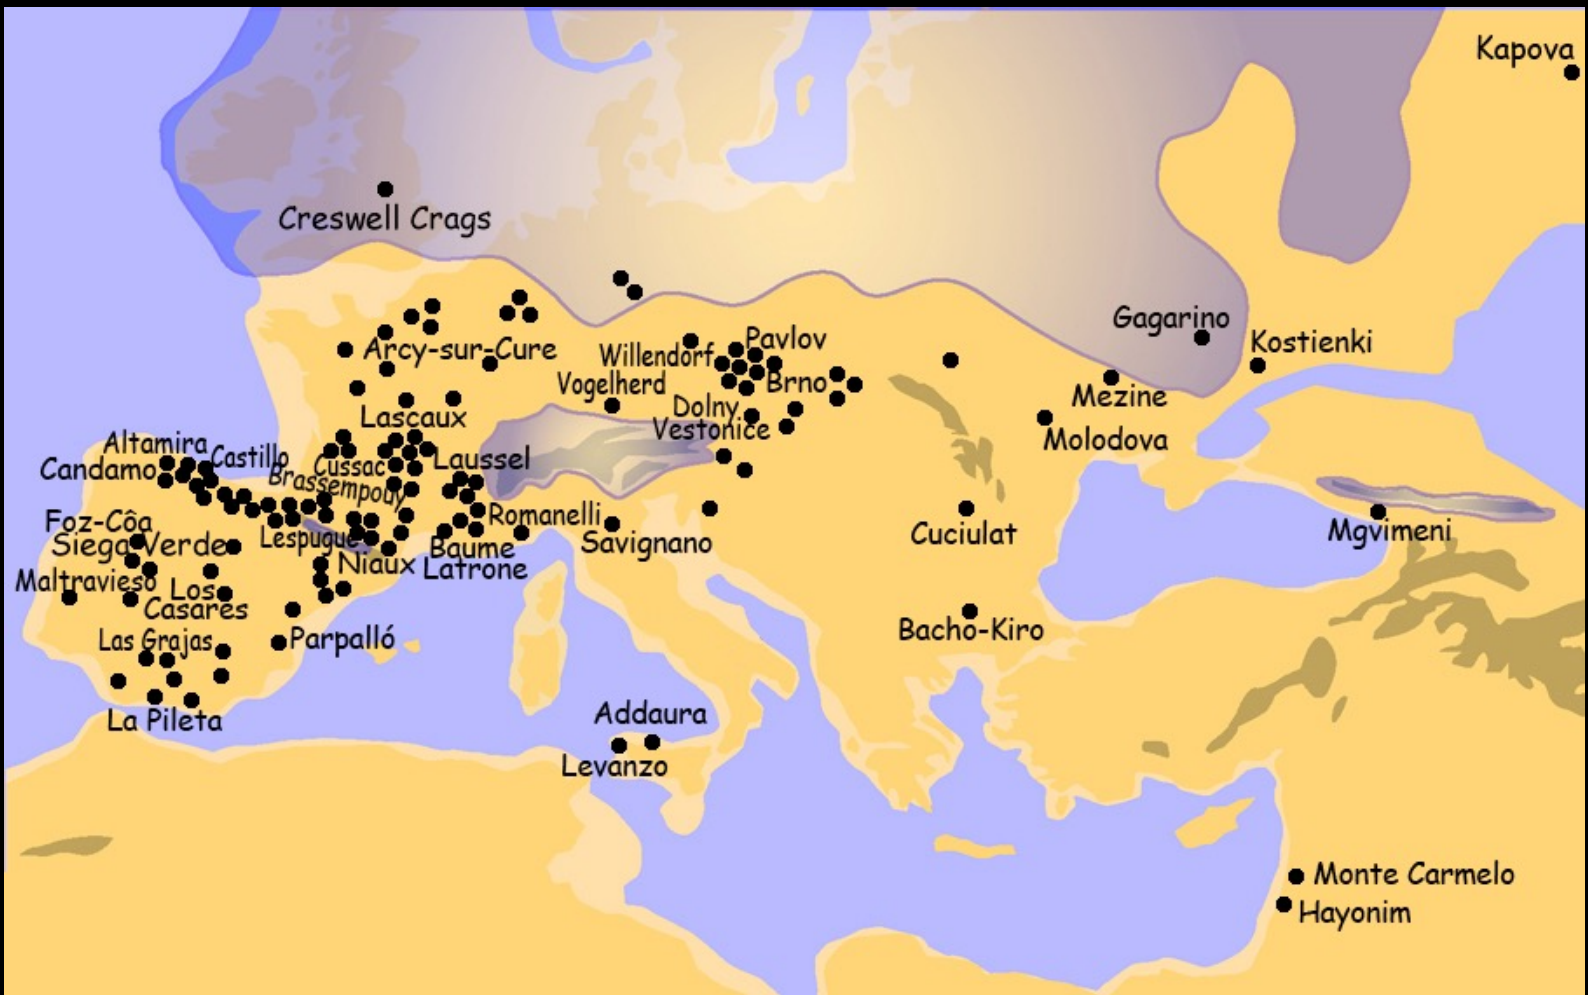 Kapova
Creswell Crags
Gagarino
Kostienki
Pavlov
Arcy-sur-Cure
Willendorf
Vogelherd
Brno
Mezine
Dolny
Vestonice
Lascaux
Molodova
Altamira
Castillo
Candamo
Cussac
Laussel
Brassempouy
Foz-Côa
Siega Verde
Lespugue
Romanelli
Savignano
Cuciulat
Mgvimeni
Baume
Latrone
Niaux
Maltravieso
Los
Casares
Bacho-Kiro
Las Grajas
Parpalló
La Pileta
Addaura
Levanzo
Monte Carmelo
Hayonim